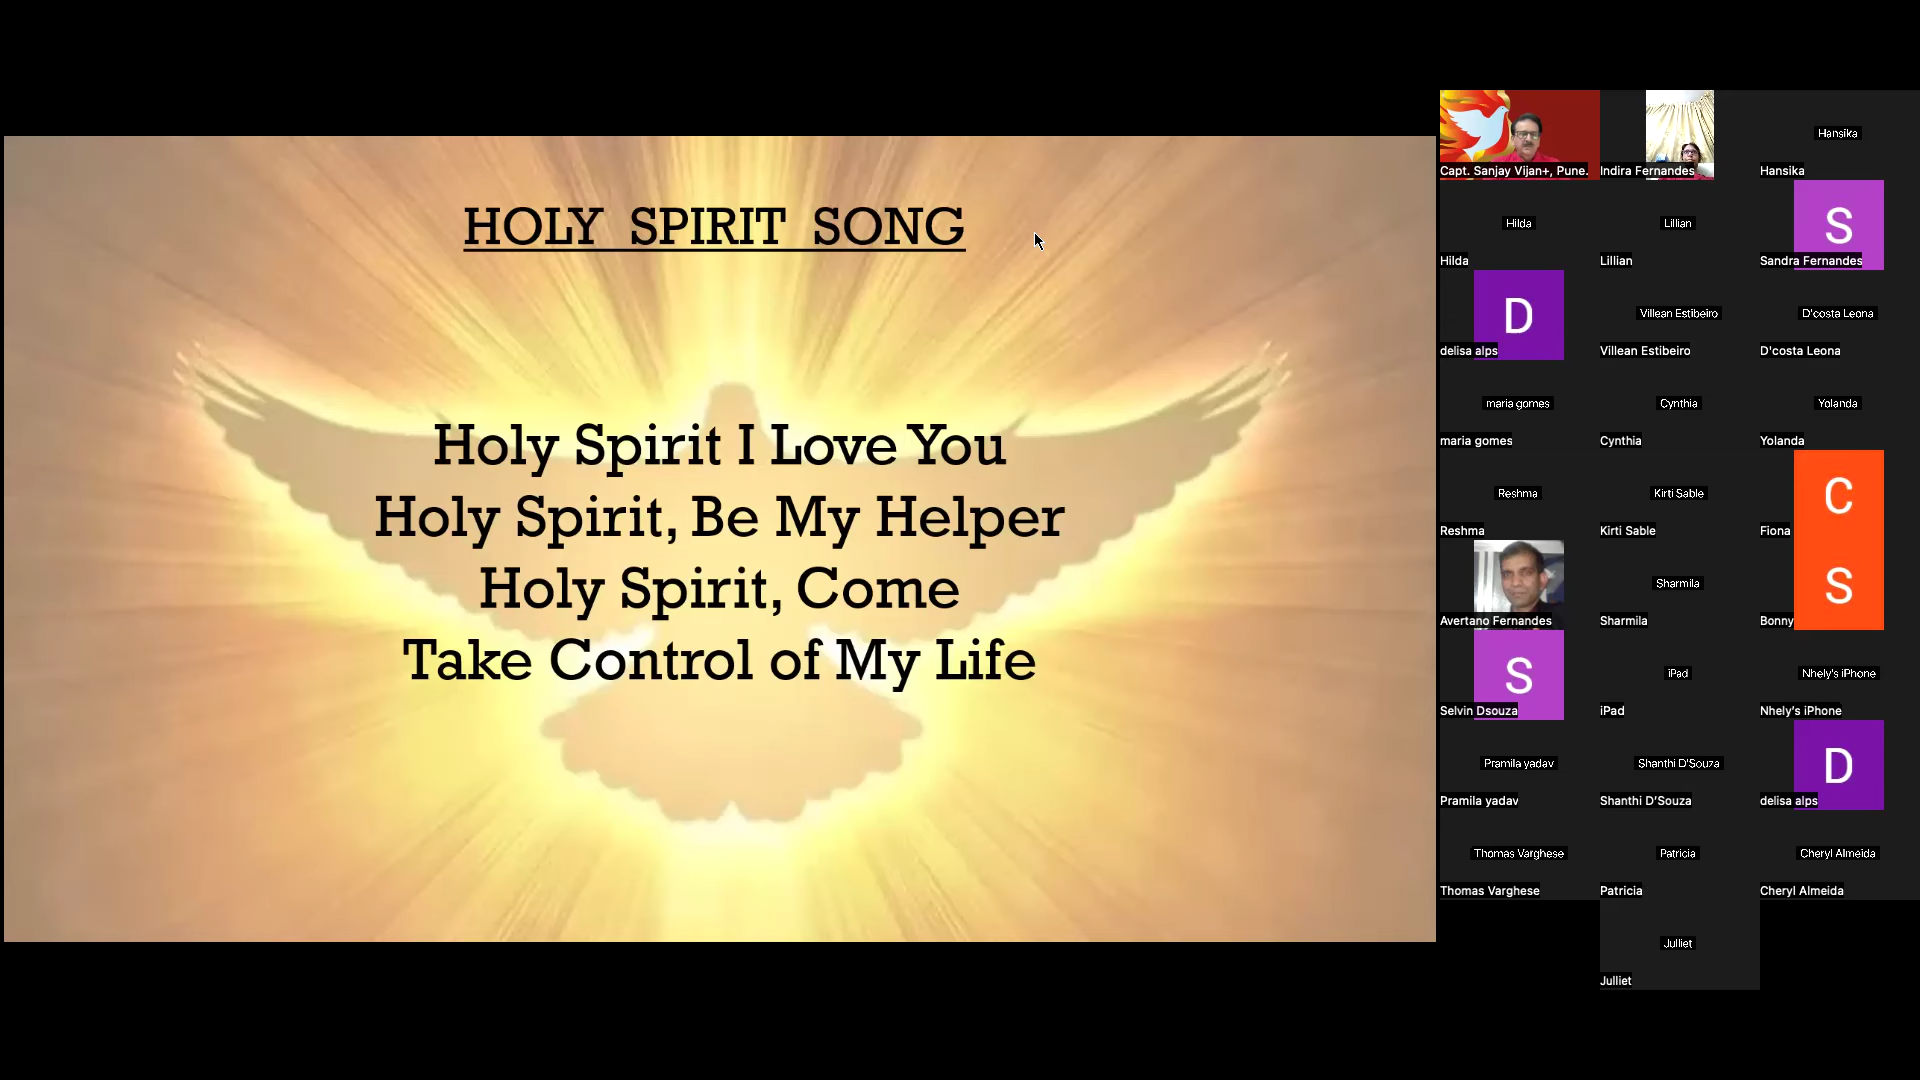 HOLY SPIRIT SONG
Holy Spirit I Love You
Holy Spirit, Be My Helper
Holy Spirit, Come
Take Control of My Life
Capt. Sanjay Vijan+, Pune.
Indira Fernandes
Hansika
Hansika
Hilda
Hilda
Lillian
Lillian
S
Sandra Fernandes
D
delisa alps
Villean Estibeiro
Villean Estibeiro
D'costa Leona
D'costa Leona
maria gomes
maria gomes
Cynthia
Cynthia
Yolanda
Yolanda
Reshma
Reshma
Kirti Sable
Kirti Sable
C
Fiona
Avertano Fernandes
Sharmila
Sharmila
S
Bonny
S
Selvin Dsouza
iPad
iPad
Nhely's iPhone
Nhely's iPhone
Pramila yadav
Pramila yadav
Shanthi D'Souza
Shanthi D'Souza
D
delisa alps
Thomas Varghese
Thomas Varghese
Patricia
Patricia
Cheryl Almeida
Cheryl Almeida
Julliet
Julliet